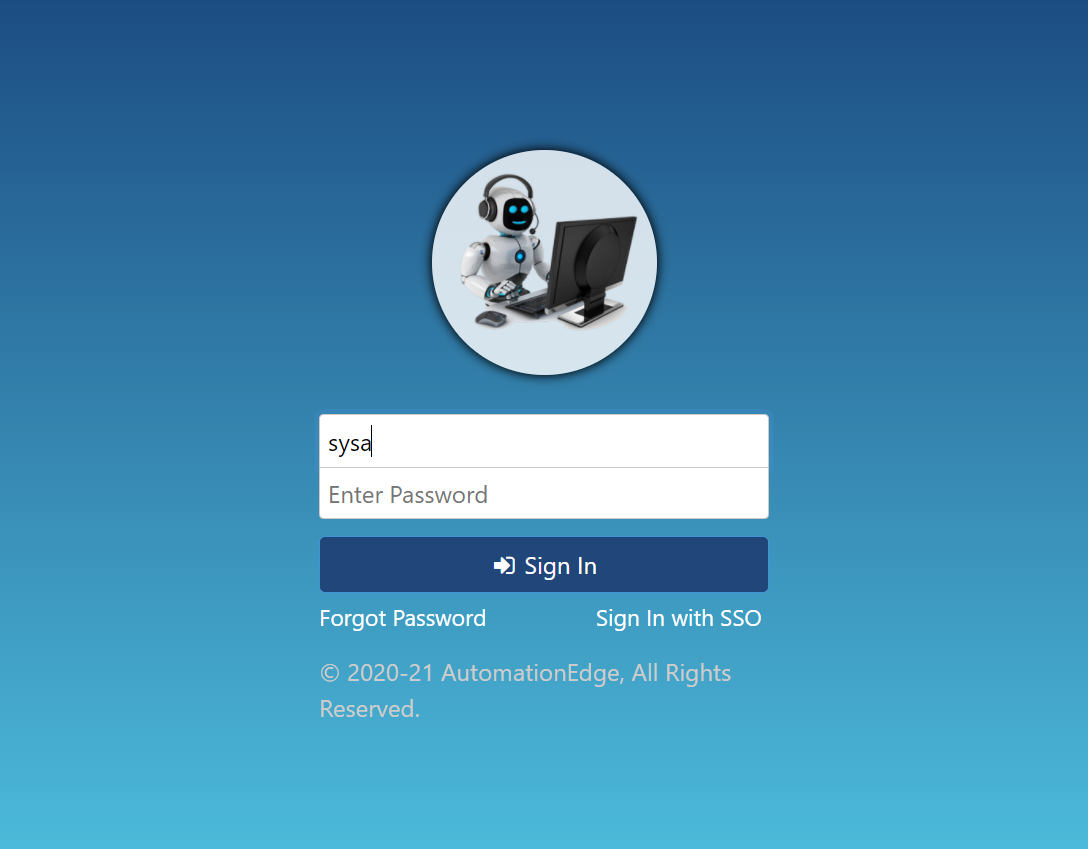 sysa
Enter Password
Sign In
Forgot Password
Sign In with SSO
© 2020-21 AutomationEdge, All Rights
Reserved.